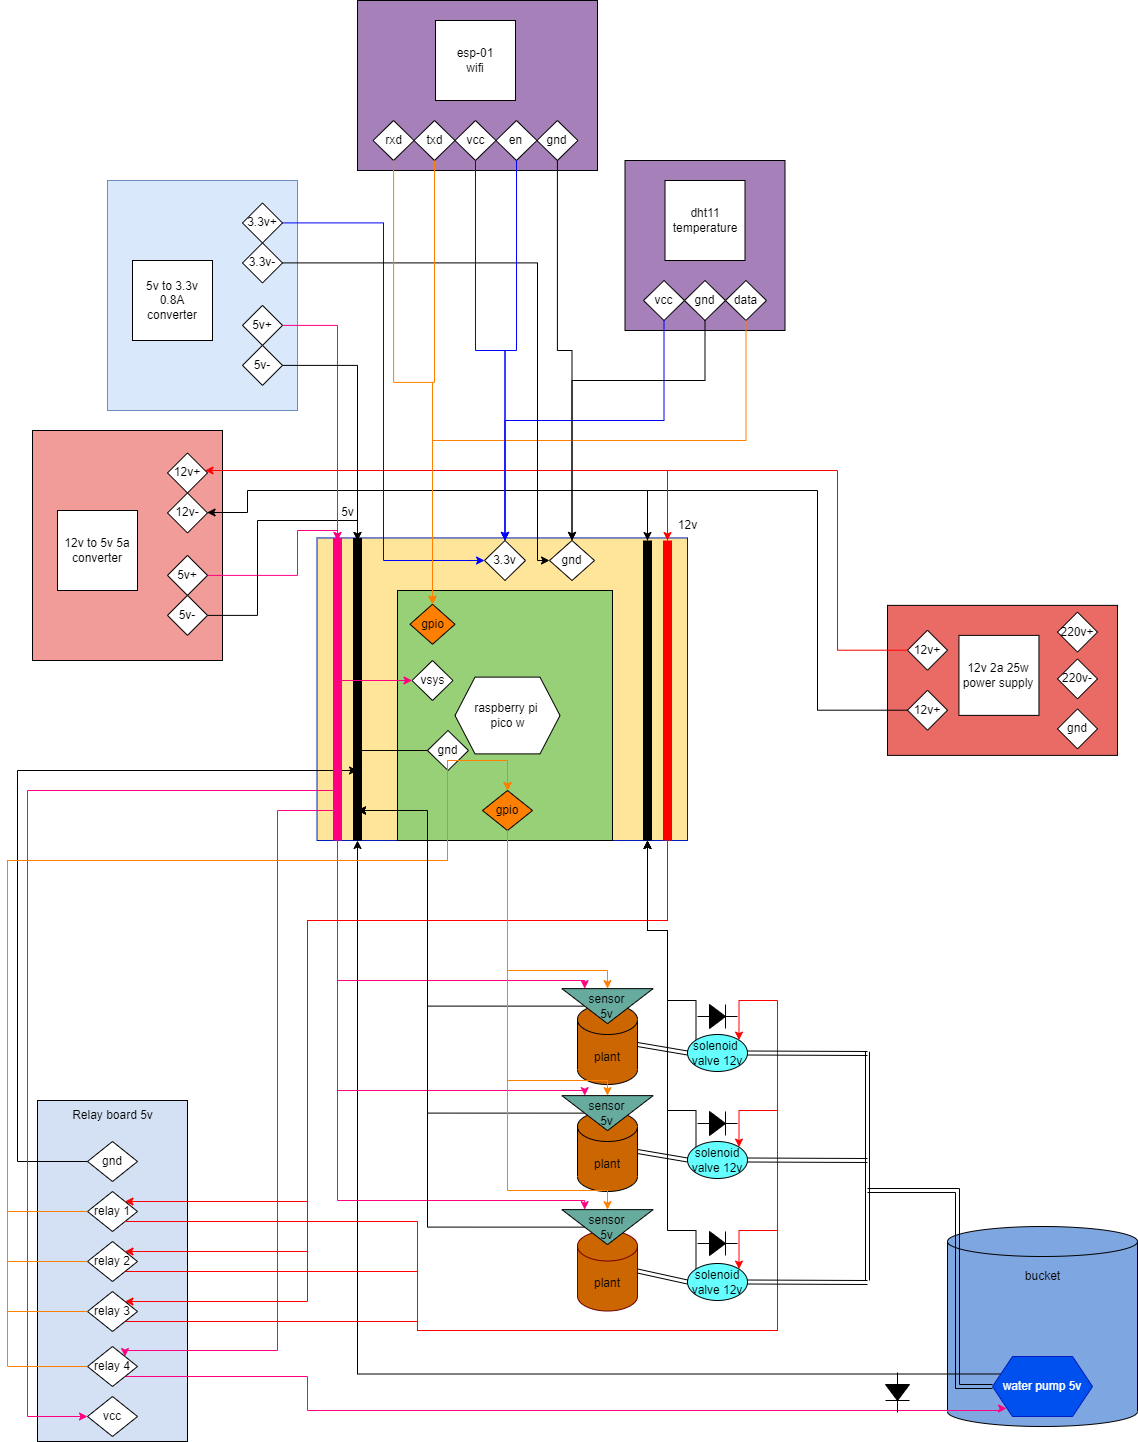 esp-01
wifi
rxd
txd
vcc
en
gnd
dht11
temperature
vcc
gnd
data
3.3v+
3.3v-
5v to 3.3v
0.8A
converter
5v+
5v-
12v+
12v-
12v to 5v 5a
converter
5v+
5v-
5v
12v
3.3v
gnd
gpio
vsys
raspberry pi
pico w
gnd
gpio
12v+
12v+
12v 2a 25w
power supply
220v+
220v-
gnd
sensor
5v
plant
solenoid
valve 12v
sensor
5v
plant
solenoid
valve 12v
sensor
5v
plant
solenoid
valve 12v
Relay board 5v
gnd
relay 1
relay 2
relay 3
relay 4
vcc
bucket
water pump 5v